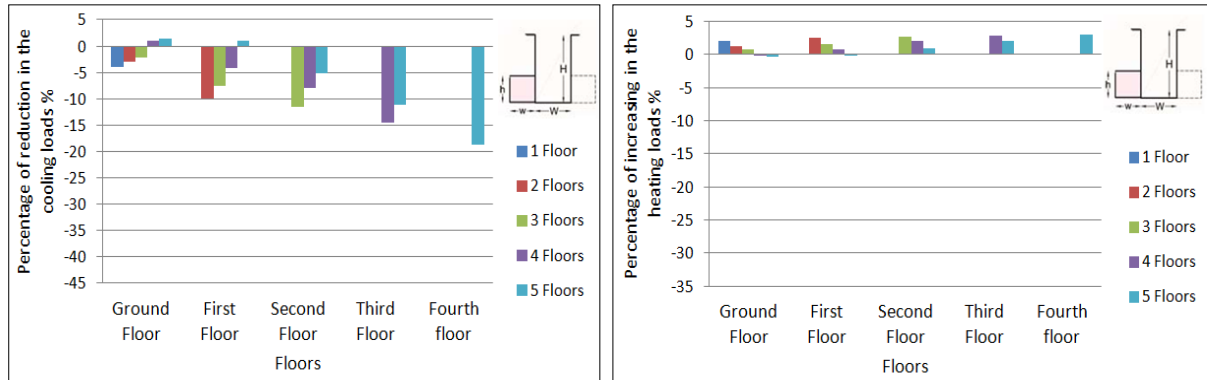 Percentage of reduction in the
cooling loads %
5
0
-5
-10
-15
-20
-25
-30
-35
-40
-45
Ground
Floor
First
Floor
Second
Floor
Third
Floor
Fourth
floor
Floors
H
h
w
W
1 Floor
2 Floors
3 Floors
4 Floors
5 Floors
Percentage of increasing in the
heating loads %
5
0
-5
-10
-15
-20
-25
-30
-35
Ground
Floor
First
Floor
Second
Floor
Third
Floor
Fourth
floor
Floors
H
h
w
W
1 Floor
2 Floors
3 Floors
4 Floors
5 Floors